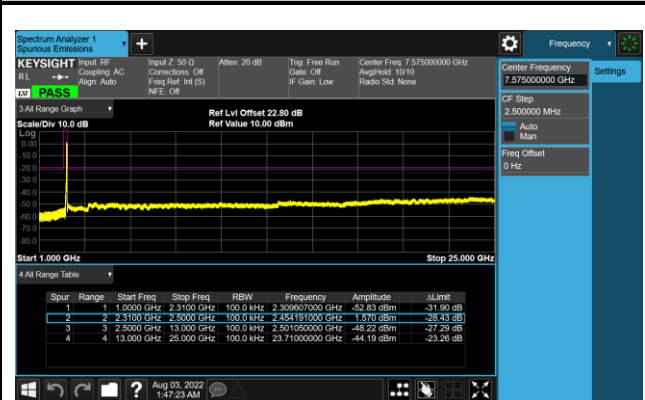 Spectrum Analyzer 1
Spurious Emissions
Frequency
KEYSIGHT Input: RF Input Z: 50 Ω Atten: 20 dB Trig: Free Run Center Freq: 7.575000000 GHz
RL Coupling: AC Corrections: Off Gate: Off Avg|Hold: 10/10
Align: Auto Freq Ref: Int (S) IF Gain: Low Radio Std: None
NFE: Off
LXI PASS
Center Frequency
7.575000000 GHz
Settings
CF Step
2.500000 MHz
Auto
Man
Freq Offset
0 Hz
3 All Range Graph
Ref Lvl Offset 22.80 dB
Scale/Div 10.0 dB Ref Value 10.00 dBm
Log
0.00
-10.0
-20.0
-30.0
-40.0
-50.0
-60.0
-70.0
-80.0
Start 1.000 GHz Stop 25.000 GHz
4 All Range Table
Spur Range Start Freq Stop Freq RBW Frequency Amplitude ΔLimit
1 1 1.0000 GHz 2.3100 GHz 100.0 kHz 2.309607000 GHz -52.83 dBm -31.90 dB
2 2 2.3100 GHz 2.5000 GHz 100.0 kHz 2.454191000 GHz 1.570 dBm -28.43 dB
3 3 2.5000 GHz 13.000 GHz 100.0 kHz 2.501050000 GHz -48.22 dBm -27.29 dB
4 4 13.000 GHz 25.000 GHz 100.0 kHz 23.71000000 GHz -44.19 dBm -23.26 dB
Aug 03, 2022
1:47:23 AM